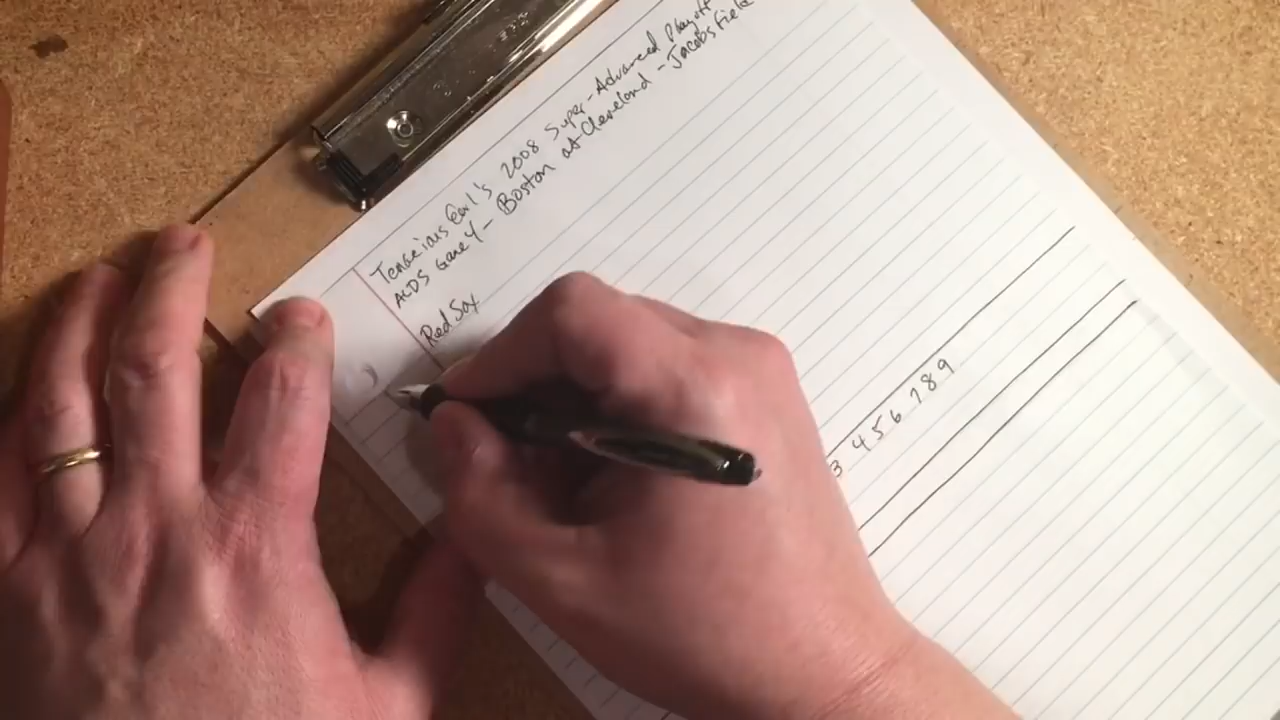 Tenacious Earl's 2008 Super-Advanced Playoff
ALDS Game 4 - Boston at Cleveland - Jacobs Field
Red Sox
3 4 5 6 7 8 9